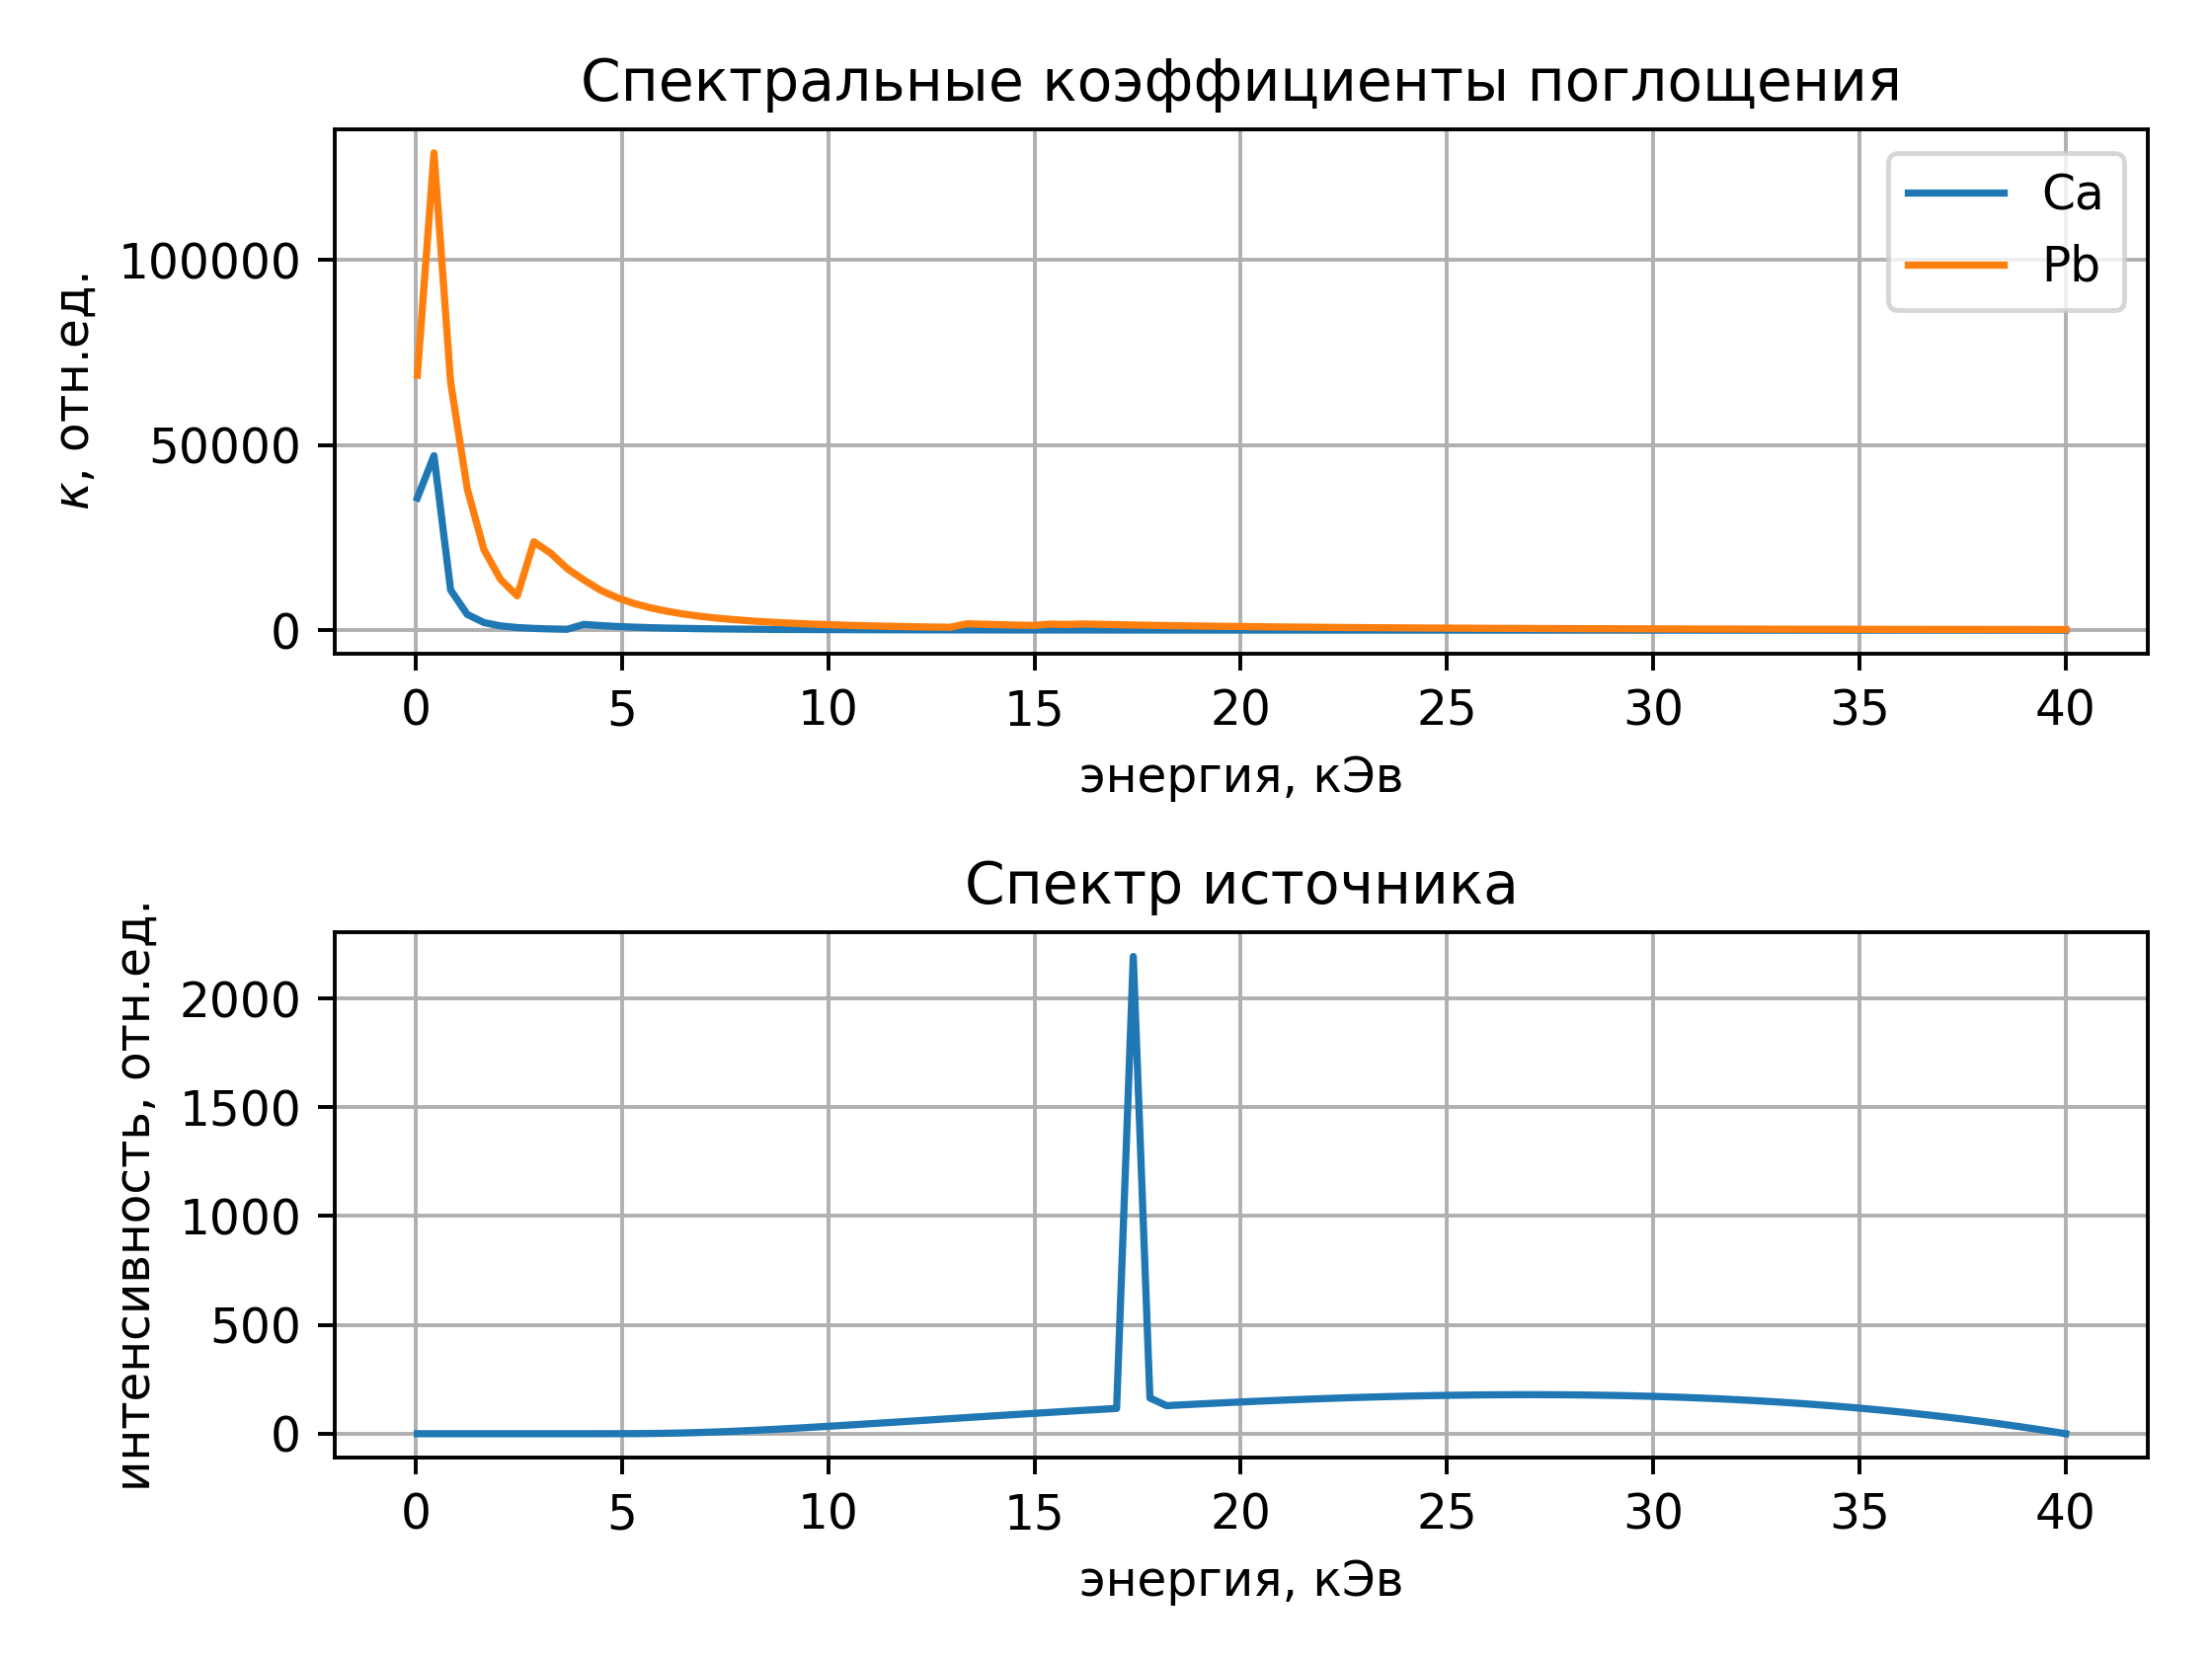 Спектральные коэффициенты поглощения
κ, отн.ед.
100000
50000
0
Ca
Pb
0 5 10 15 20 25 30 35 40
энергия, кЭв
Спектр источника
интенсивность, отн.ед.
2000
1500
1000
500
0
0 5 10 15 20 25 30 35 40
энергия, кЭв